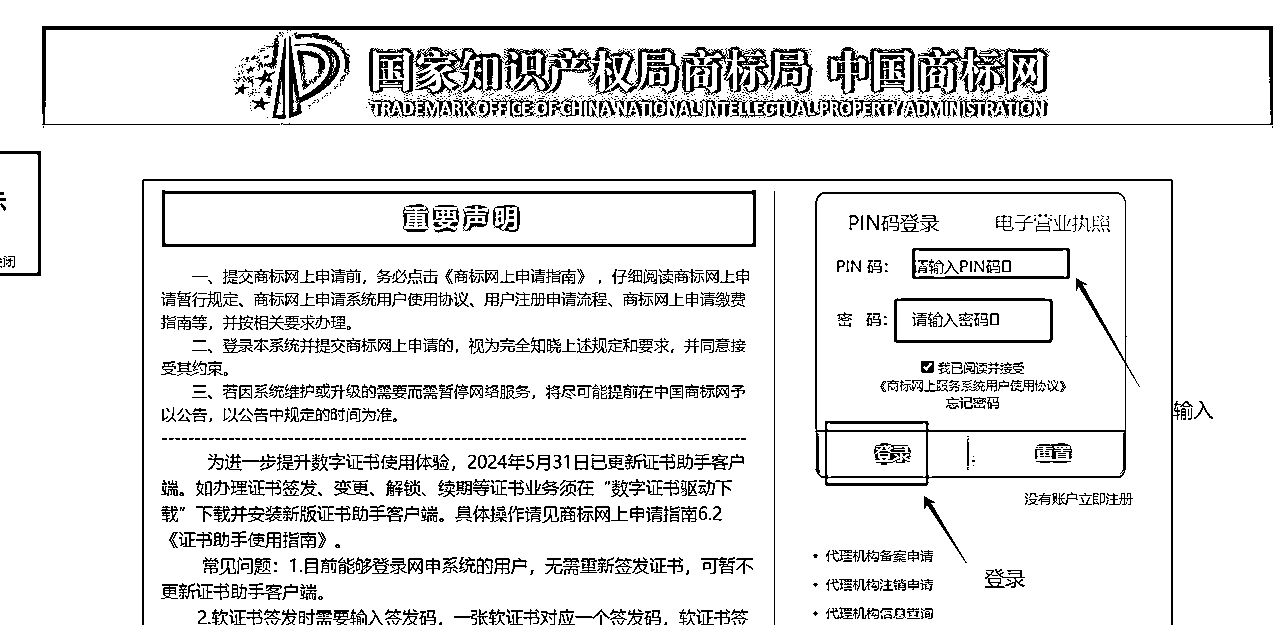 国家知识产权局商标局 中国商标网
TRADEMARK OFFICE OF CHINA NATIONAL INTELLECTUAL PROPERTY ADMINISTRATION
示
关闭
重要声明
一、提交商标网上申请前，务必点击《商标网上申请指南》，仔细阅读商标网上申
请暂行规定、商标网上申请系统用户使用协议、用户注册申请流程、商标网上申请缴费
指南等，并按相关要求办理。
二、登录本系统并提交商标网上申请的，视为完全知晓上述规定和要求，并同意接
受其约束。
三、若因系统维护或升级的需要而需暂停网络服务，将尽可能提前在中国商标网予
以公告，以公告中规定的时间为准。
为进一步提升数字证书使用体验，2024年5月31日已更新证书助手客户
端。如办理证书签发、变更、解锁、续期等证书业务须在“数字证书驱动下
载”下载并安装新版证书助手客户端。具体操作请见商标网上申请指南6.2
《证书助手使用指南》。
常见问题：1.目前能够登录网申系统的用户，无需重新签发证书，可暂不
更新证书助手客户端。
2.软证书签发时需要输入签发码，一张软证书对应一个签发码，软证书签
PIN码登录 电子营业执照
PIN 码： 请输入PIN码
密 码： 请输入密码
我已阅读并接受
《商标网上服务系统用户使用协议》
忘记密码
输入
登录 重置
没有账户立即注册
• 代理机构备案申请
登录
• 代理机构注销申请
• 代理机构信息查询